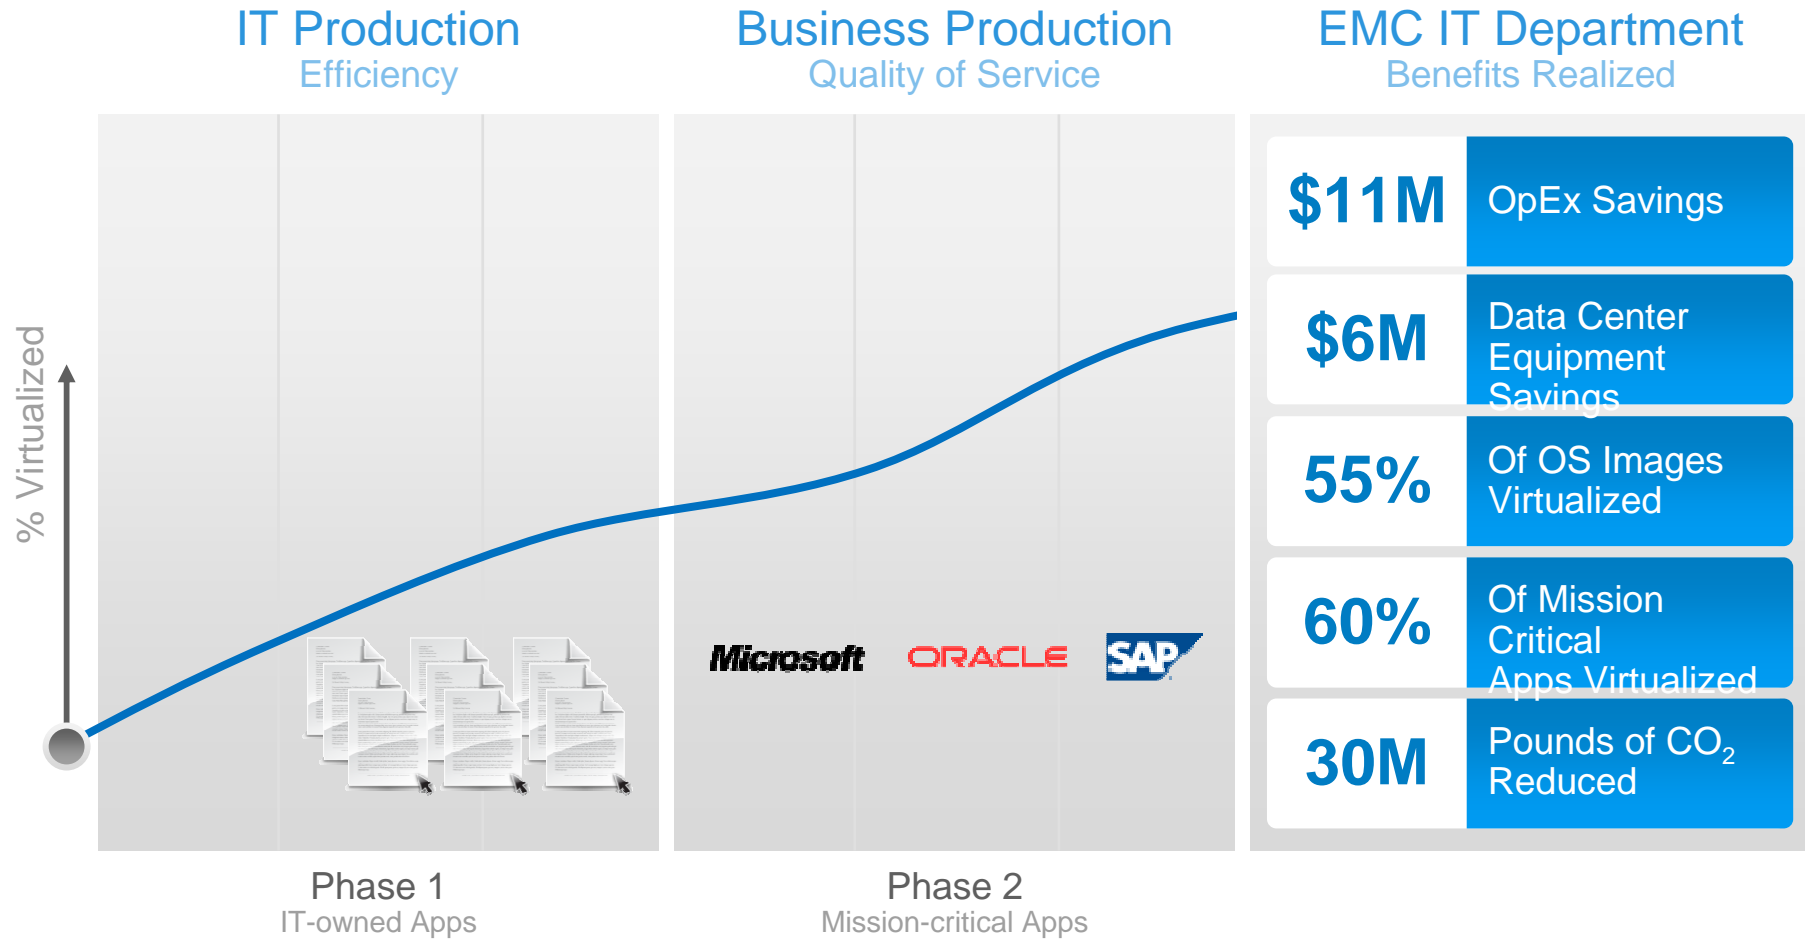 IT Production
Efficiency
Business Production
Quality of Service
EMC IT Department
Benefits Realized
% Virtualized
$11M
OpEx Savings
$6M
Data Center
Equipment
Savings
55%
Of OS Images
Virtualized
60%
Of Mission
Critical
Apps Virtualized
30M
Pounds of CO₂
Reduced
Microsoft
ORACLE
SAP
Phase 1
IT-owned Apps
Phase 2
Mission-critical Apps